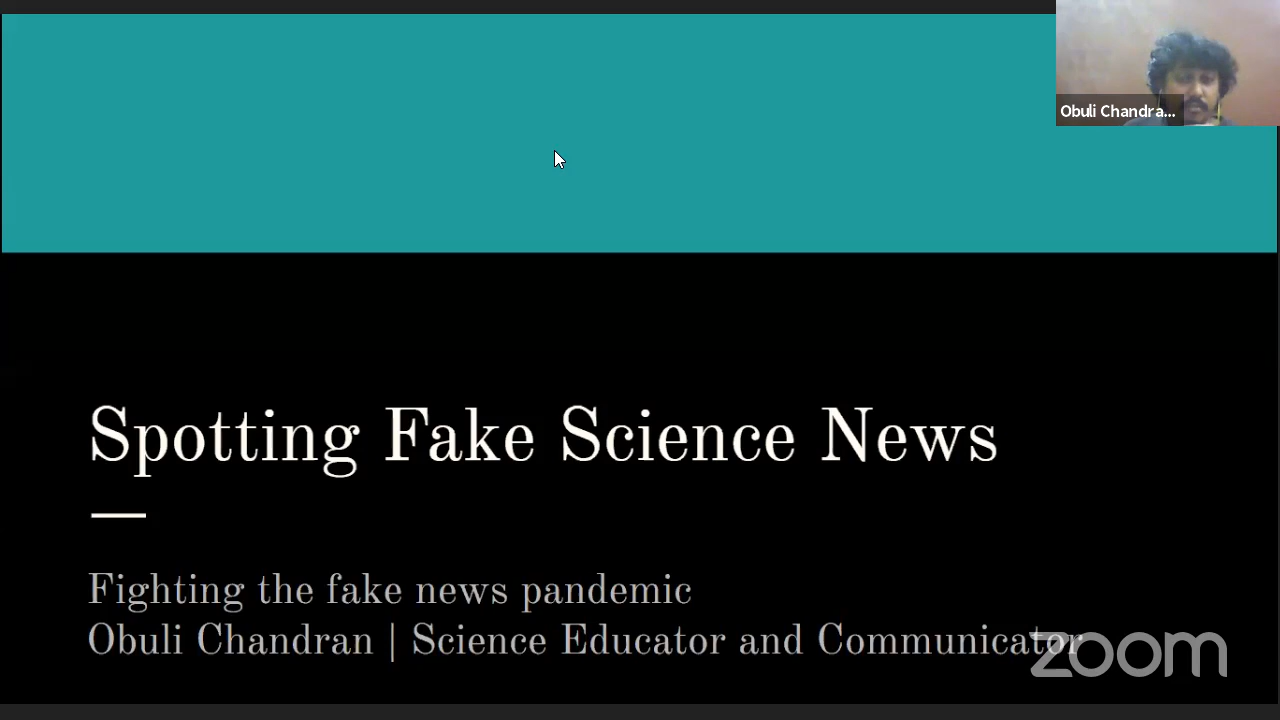 Obuli Chandra...
Spotting Fake Science News
Fighting the fake news pandemic
Obuli Chandran | Science Educator and Communicator
zoom